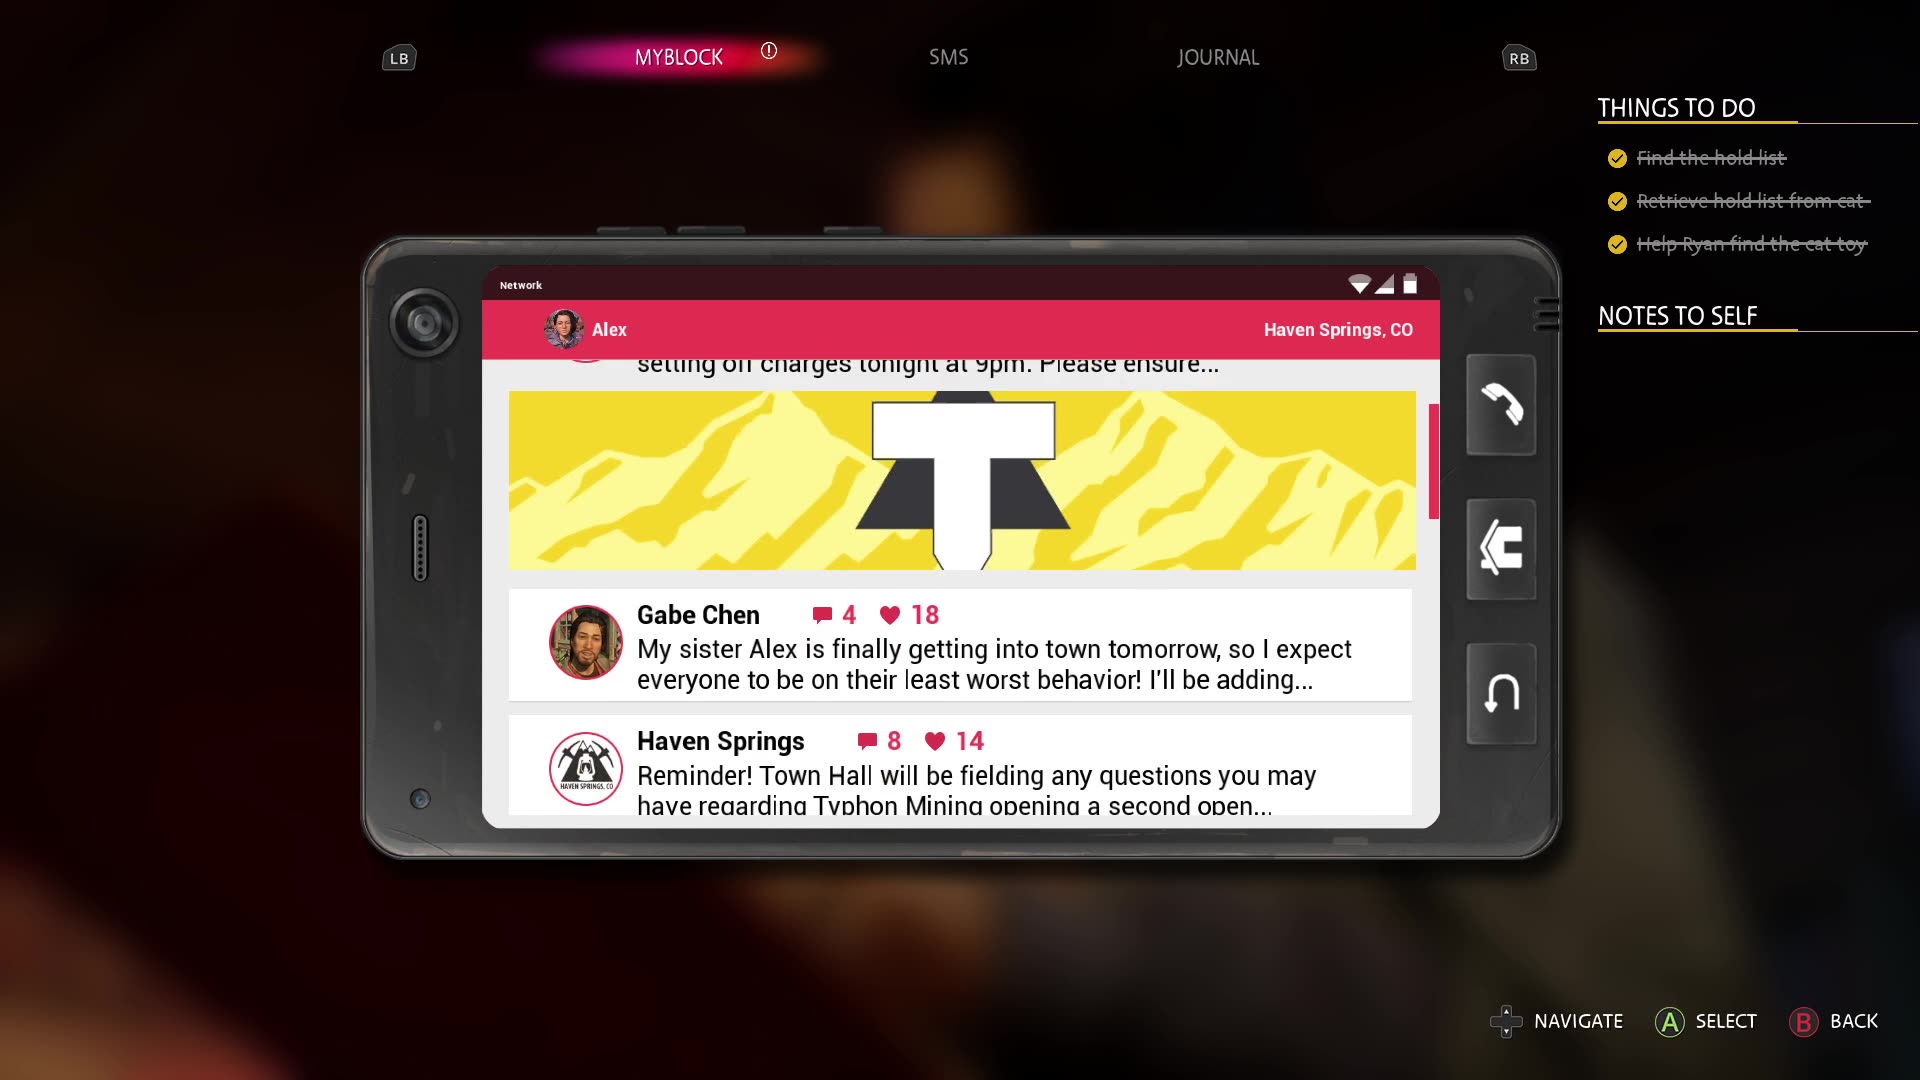 LB
MYBLOCK
SMS
JOURNAL
RB
THINGS TO DO
Find the hold list
Retrieve hold list from cat
Help Ryan find the cat toy
NOTES TO SELF
Network
Alex
Haven Springs, CO
setting off charges tonight at 9pm. Please ensure...
T
Gabe Chen 4 18
My sister Alex is finally getting into town tomorrow, so I expect
everyone to be on their least worst behavior! I'll be adding...
HAVEN SPRINGS, CO
Haven Springs 8 14
Reminder! Town Hall will be fielding any questions you may
have regarding Typhon Mining opening a second open...
NAVIGATE
A SELECT
B BACK